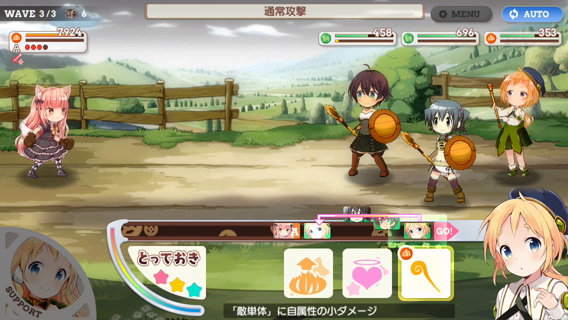 WAVE 3/3 6
通常攻撃
MENU
AUTO
7924
A
458
696
353
A
GO!
とっておき
SUPPORT
「敵単体」に自属性の小ダメージ